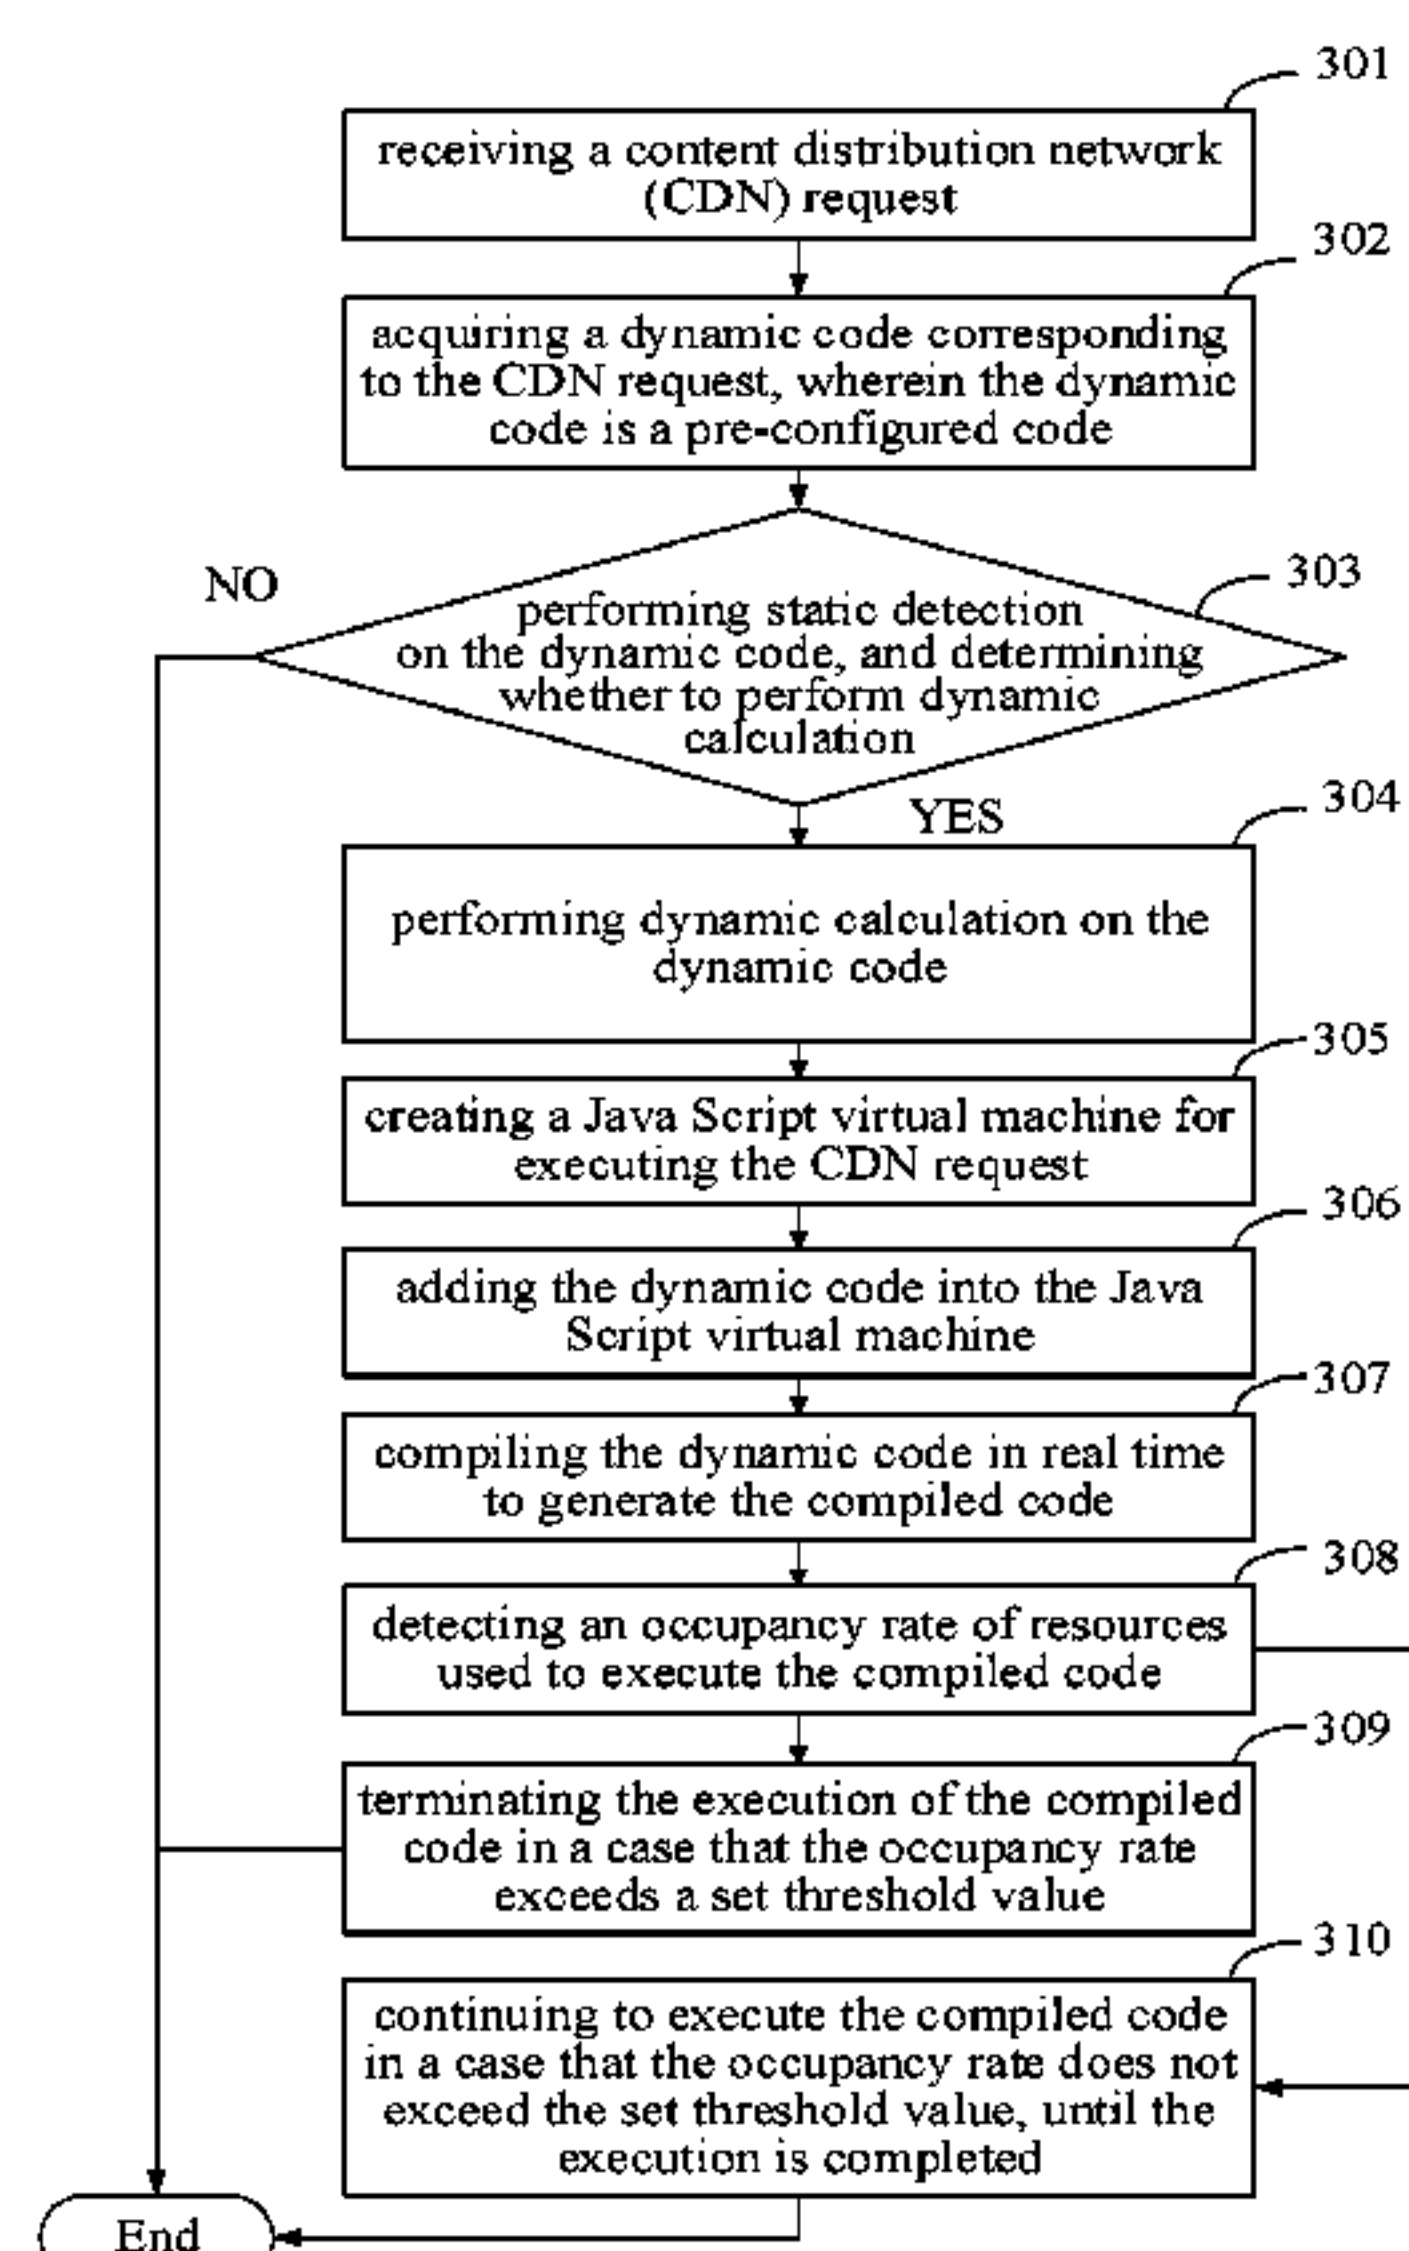 301
receiving a content distribution network
(CDN) request
302
acquiring a dynamic code corresponding
to the CDN request, wherein the dynamic
code is a pre-configured code
NO
303
performing static detection
on the dynamic code, and determining
whether to perform dynamic
calculation
YES
304
performing dynamic calculation on the
dynamic code
305
creating a Java Script virtual machine for
executing the CDN request
306
adding the dynamic code into the Java
Script virtual machine
307
compiling the dynamic code in real time
to generate the compiled code
308
detecting an occupancy rate of resources
used to execute the compiled code
309
terminating the execution of the compiled
code in a case that the occupancy rate
exceeds a set threshold value
310
continuing to execute the compiled code
in a case that the occupancy rate does not
exceed the set threshold value, until the
execution is completed
End